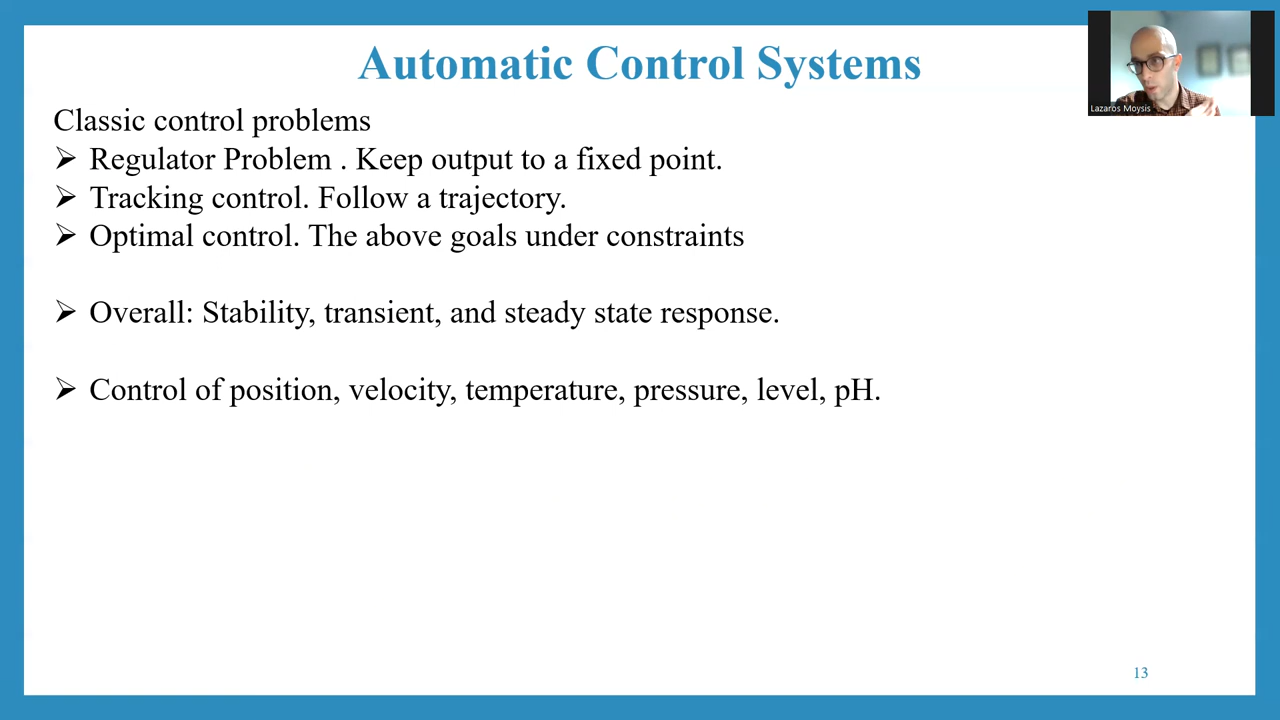 Automatic Control Systems
Lazaros Moysis
Classic control problems
➢ Regulator Problem . Keep output to a fixed point.
➢ Tracking control. Follow a trajectory.
➢ Optimal control. The above goals under constraints
➢ Overall: Stability, transient, and steady state response.
➢ Control of position, velocity, temperature, pressure, level, pH.
13